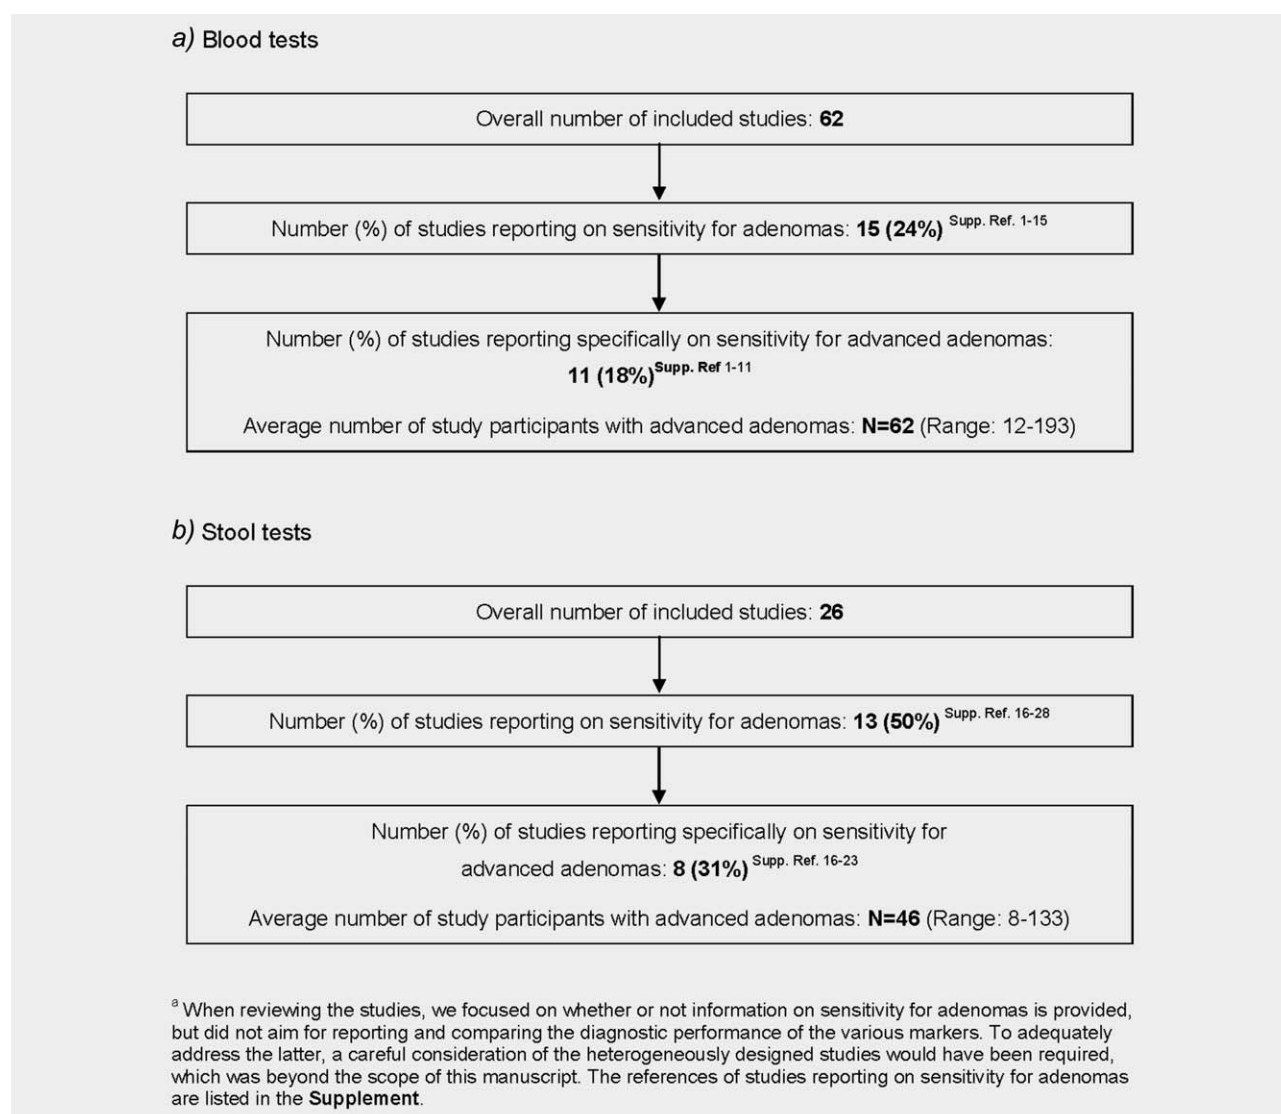 a) Blood tests
Overall number of included studies: 62
Number (%) of studies reporting on sensitivity for adenomas: 15 (24%) Supp. Ref. 1-15
Number (%) of studies reporting specifically on sensitivity for advanced adenomas:
11 (18%)Supp. Ref 1-11
Average number of study participants with advanced adenomas: N=62 (Range: 12-193)
b) Stool tests
Overall number of included studies: 26
Number (%) of studies reporting on sensitivity for adenomas: 13 (50%) Supp. Ref. 16-28
Number (%) of studies reporting specifically on sensitivity for
advanced adenomas: 8 (31%) Supp. Ref. 16-23
Average number of study participants with advanced adenomas: N=46 (Range: 8-133)
a When reviewing the studies, we focused on whether or not information on sensitivity for adenomas is provided,
but did not aim for reporting and comparing the diagnostic performance of the various markers. To adequately
address the latter, a careful consideration of the heterogeneously designed studies would have been required,
which was beyond the scope of this manuscript. The references of studies reporting on sensitivity for adenomas
are listed in the Supplement.